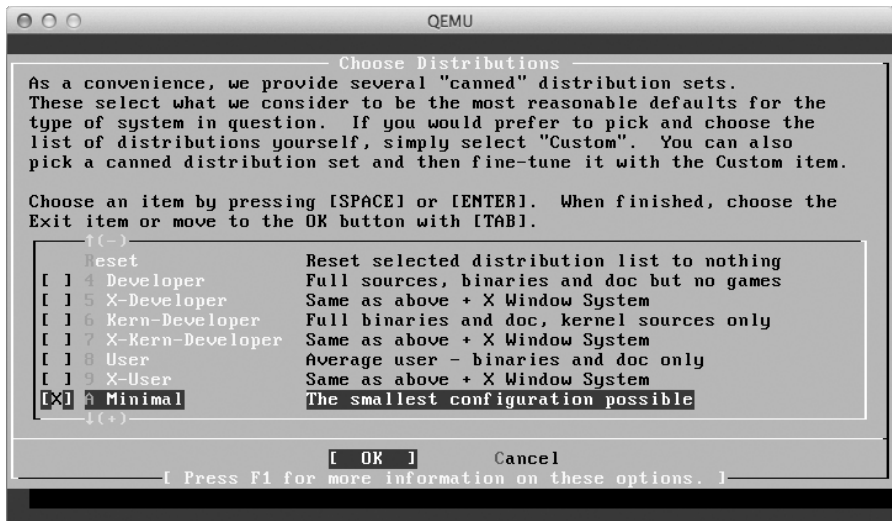 QEMU
Choose Distributions
As a convenience, we provide several "canned" distribution sets.
These select what we consider to be the most reasonable defaults for the
type of system in question.  If you would prefer to pick and choose the
list of distributions yourself, simply select "Custom".  You can also
pick a canned distribution set and then fine-tune it with the Custom item.
Choose an item by pressing [SPACE] or [ENTER].  When finished, choose the
Exit item or move to the OK button with [TAB].
↑(-)
Reset Reset selected distribution list to nothing
[ ] 4 Developer Full sources, binaries and doc but no games
[ ] 5 X-Developer Same as above + X Window System
[ ] 6 Kern-Developer Full binaries and doc, kernel sources only
[ ] 7 X-Kern-Developer Same as above + X Window System
[ ] 8 User Average user - binaries and doc only
[ ] 9 X-User Same as above + X Window System
[X] A Minimal The smallest configuration possible
↓(+)
[ OK ] Cancel
[ Press F1 for more information on these options. ]